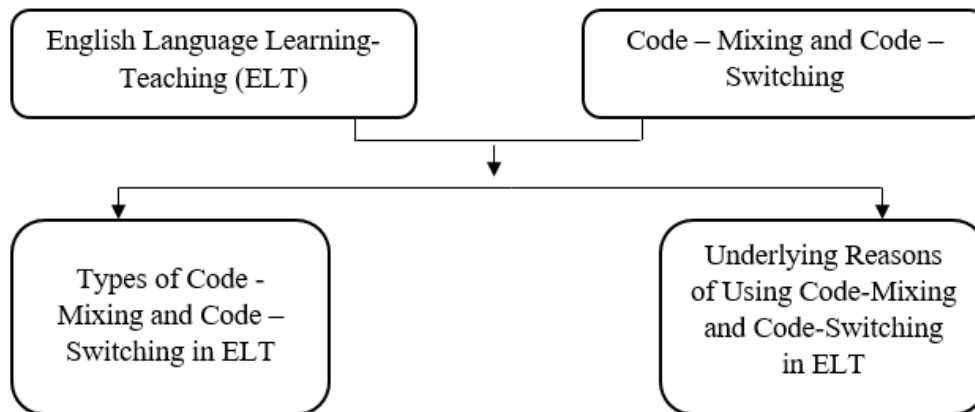 English Language Learning-
Teaching (ELT)
Code – Mixing and Code –
Switching
Types of Code -
Mixing and Code –
Switching in ELT
Underlying Reasons
of Using Code-Mixing
and Code-Switching
in ELT